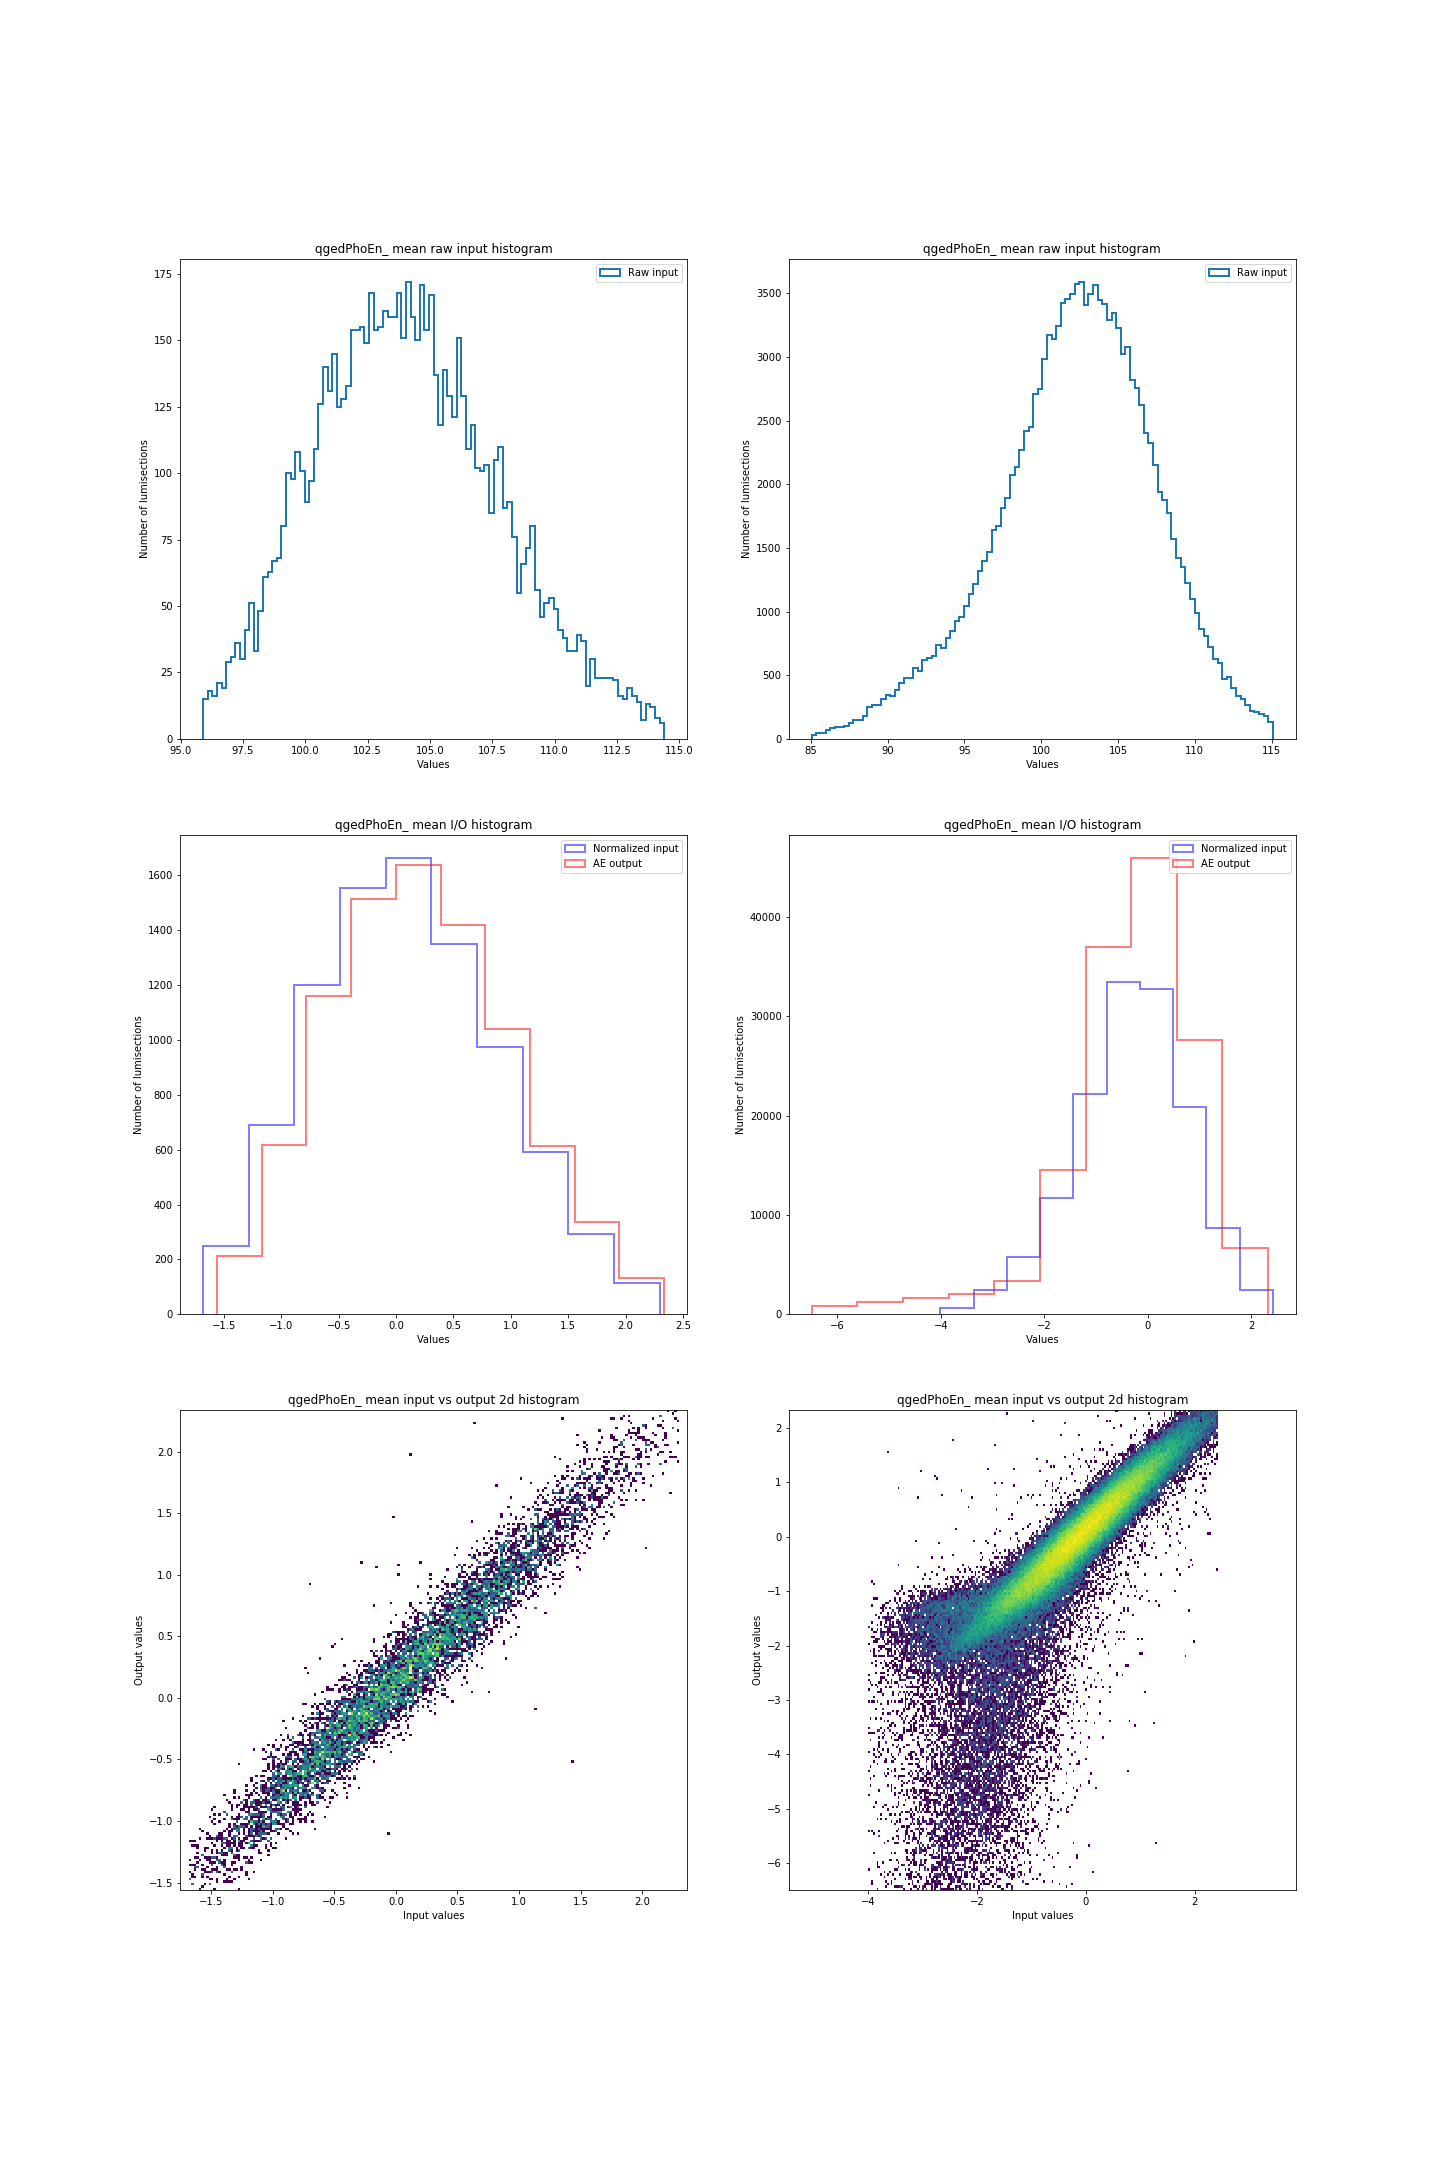 qgedPhoEn_ mean raw input histogram
Raw input
175
150
125
100
75
50
25
0
Number of lumisections
95.0 97.5 100.0 102.5 105.0 107.5 110.0 112.5 115.0
Values
qgedPhoEn_ mean raw input histogram
Raw input
3500
3000
2500
2000
1500
1000
500
0
Number of lumisections
85 90 95 100 105 110 115
Values
qgedPhoEn_ mean I/O histogram
Normalized input
AE output
1600
1400
1200
1000
800
600
400
200
0
Number of lumisections
−1.5 −1.0 −0.5 0.0 0.5 1.0 1.5 2.0 2.5
Values
qgedPhoEn_ mean I/O histogram
Normalized input
AE output
40000
30000
20000
10000
0
Number of lumisections
−6 −4 −2 0 2
Values
qgedPhoEn_ mean input vs output 2d histogram
2.0
1.5
1.0
0.5
0.0
−0.5
−1.0
−1.5
Output values
−1.5 −1.0 −0.5 0.0 0.5 1.0 1.5 2.0
Input values
qgedPhoEn_ mean input vs output 2d histogram
2
1
0
−1
−2
−3
−4
−5
−6
Output values
−4 −2 0 2
Input values